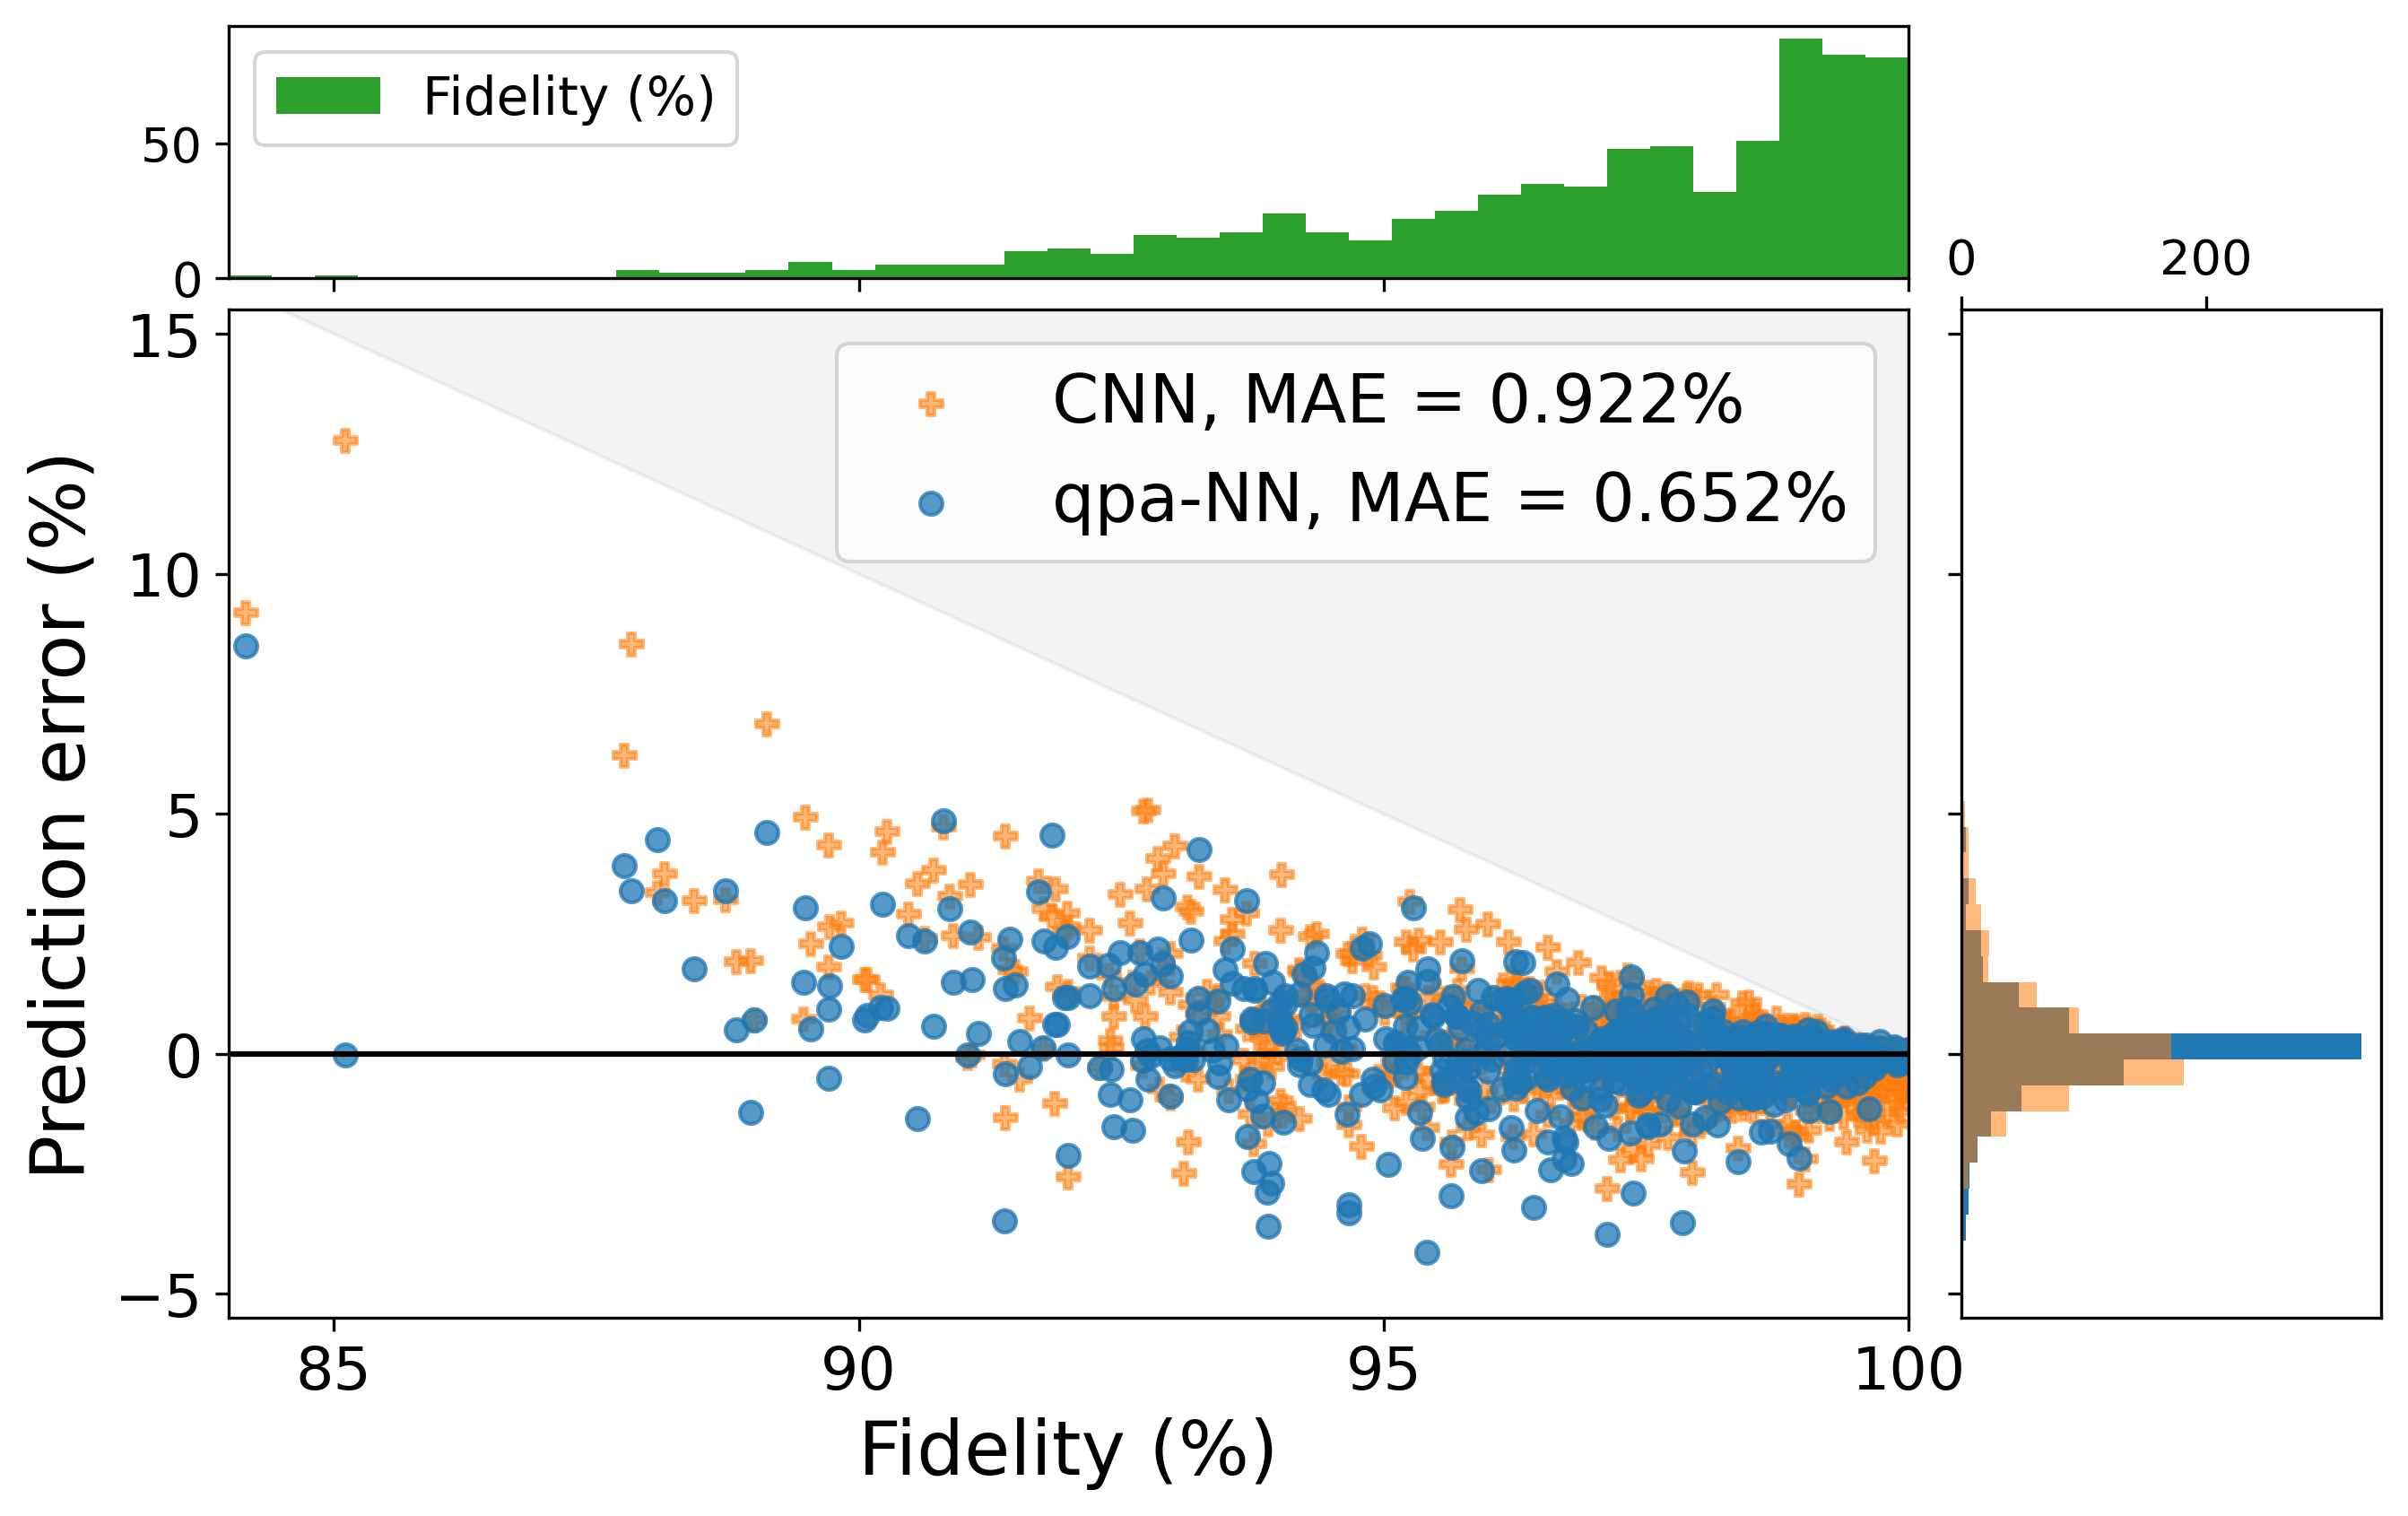 Fidelity (%)
50
0
0 200
15
10
5
0
−5
Prediction error (%)
CNN, MAE = 0.922%
qpa-NN, MAE = 0.652%
85 90 95 100
Fidelity (%)